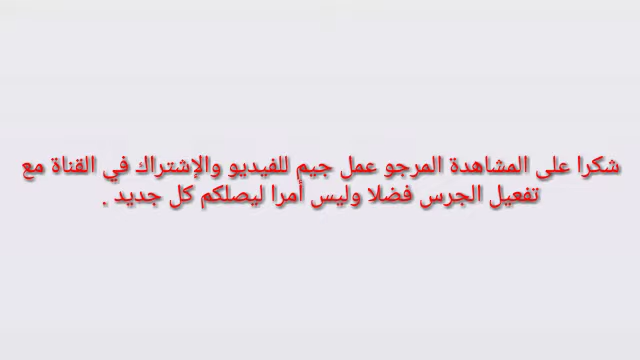 شكرا على المشاهدة المرجو عمل جيم للفيديو والإشتراك في القناة مع
تفعيل الجرس فضلا وليس أمرا ليصلكم كل جديد .